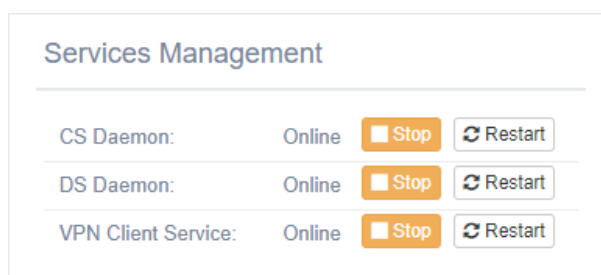 Services Management
CS Daemon: Online Stop Restart
DS Daemon: Online Stop Restart
VPN Client Service: Online Stop Restart